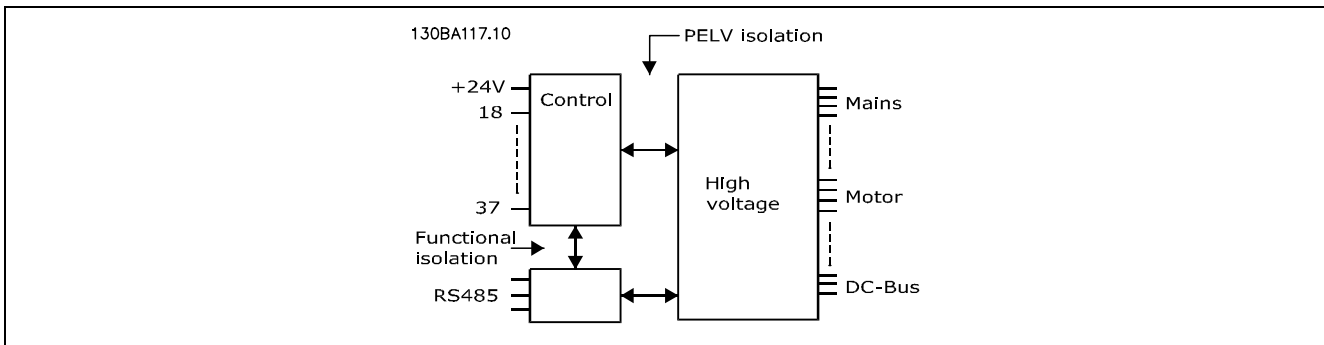 130BA117.10
PELV isolation
+24V
Control
18
Mains
High
voltage
Motor
37
Functional
isolation
RS485
DC-Bus